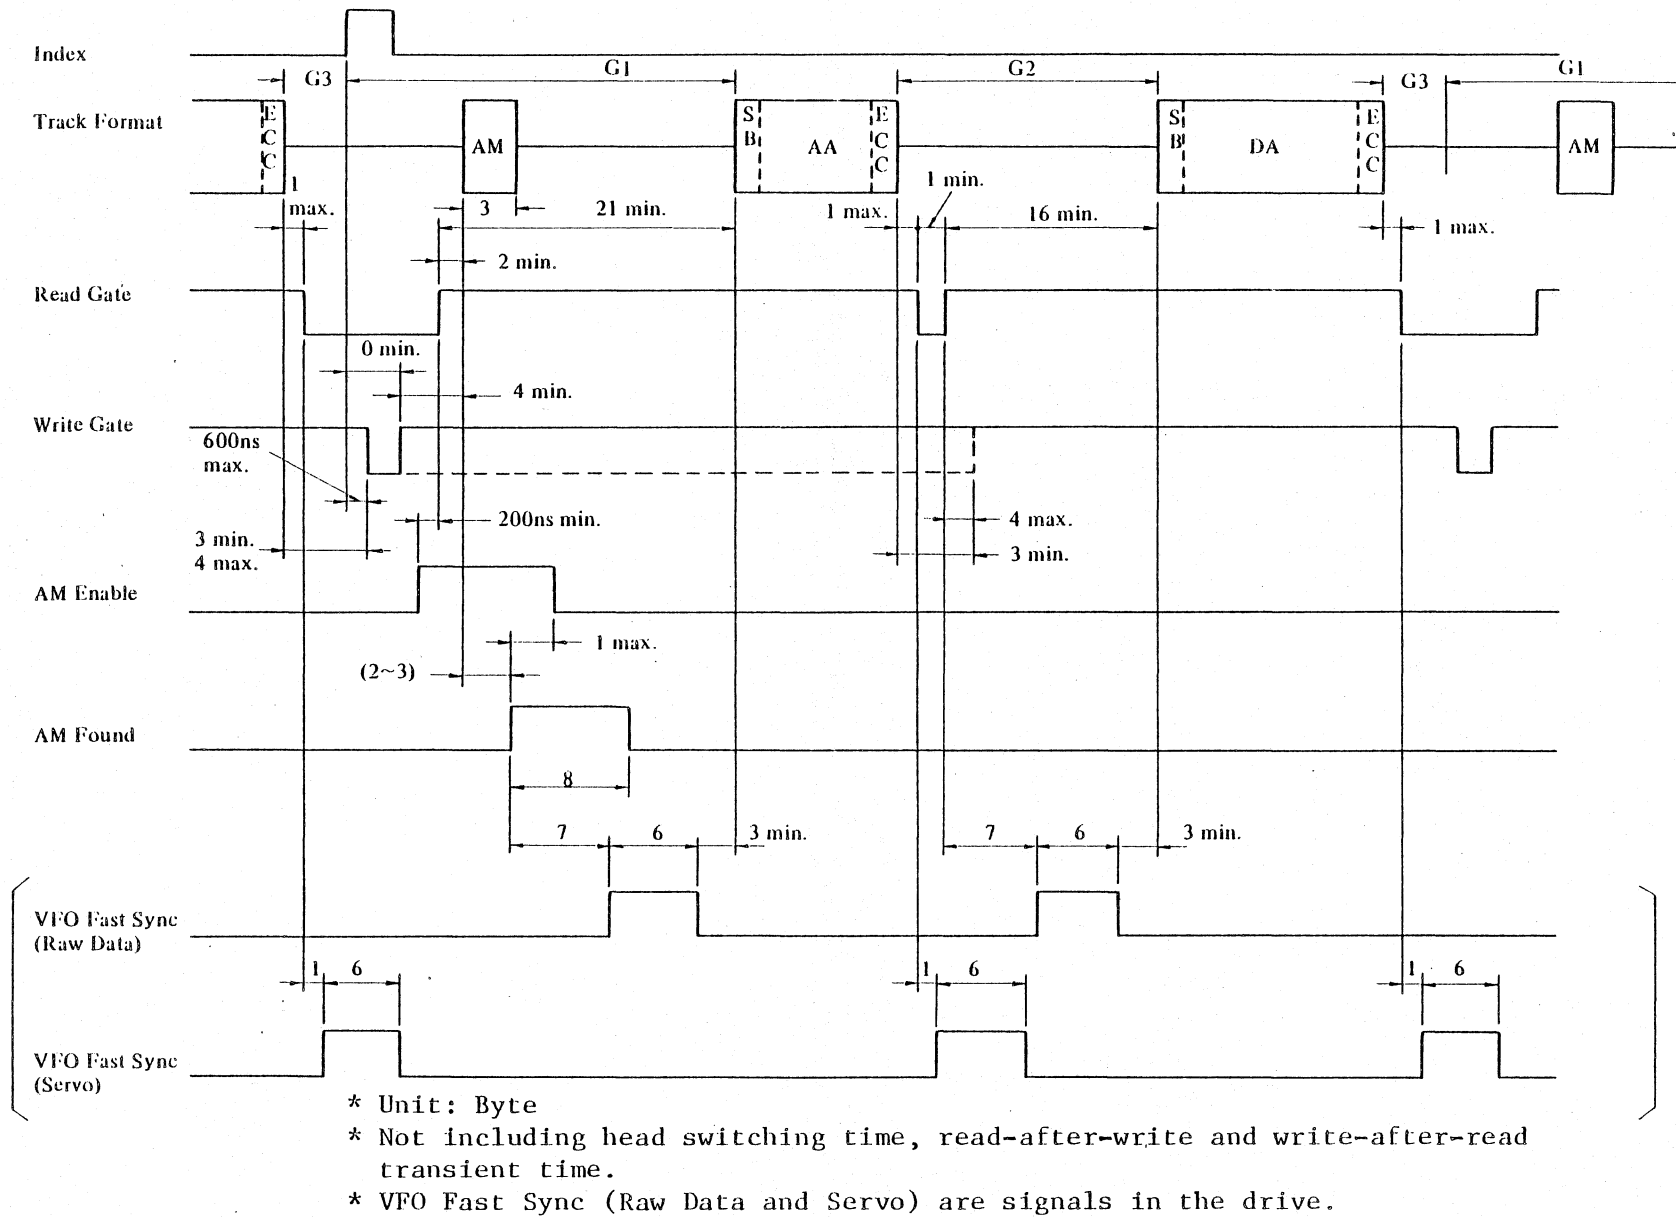 Index
G3
G1
G2
G3
G1
Track Format
ECC
AM
SB
AA
ECC
SB
DA
ECC
AM
1 max.
3
21 min.
1 max.
1 min.
16 min.
1 max.
2 min.
Read Gate
0 min.
4 min.
Write Gate
600ns max.
200ns min.
4 max.
3 min.
4 max.
3 min.
AM Enable
1 max.
(2~3)
AM Found
8
7
6
3 min.
7
6
3 min.
VFO Fast Sync
(Raw Data)
1
6
1
6
1
6
VFO Fast Sync
(Servo)
* Unit: Byte
* Not including head switching time, read-after-write and write-after-read
transient time.
* VFO Fast Sync (Raw Data and Servo) are signals in the drive.